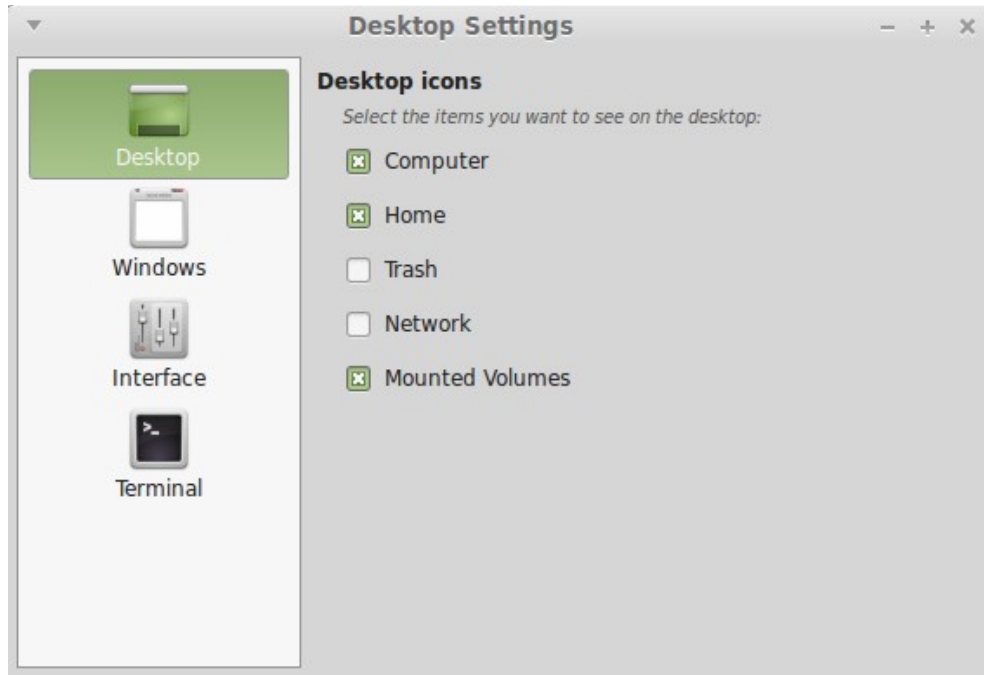 Desktop Settings
Desktop
Windows
Interface
Terminal
Desktop icons
Select the items you want to see on the desktop:
Computer
Home
Trash
Network
Mounted Volumes